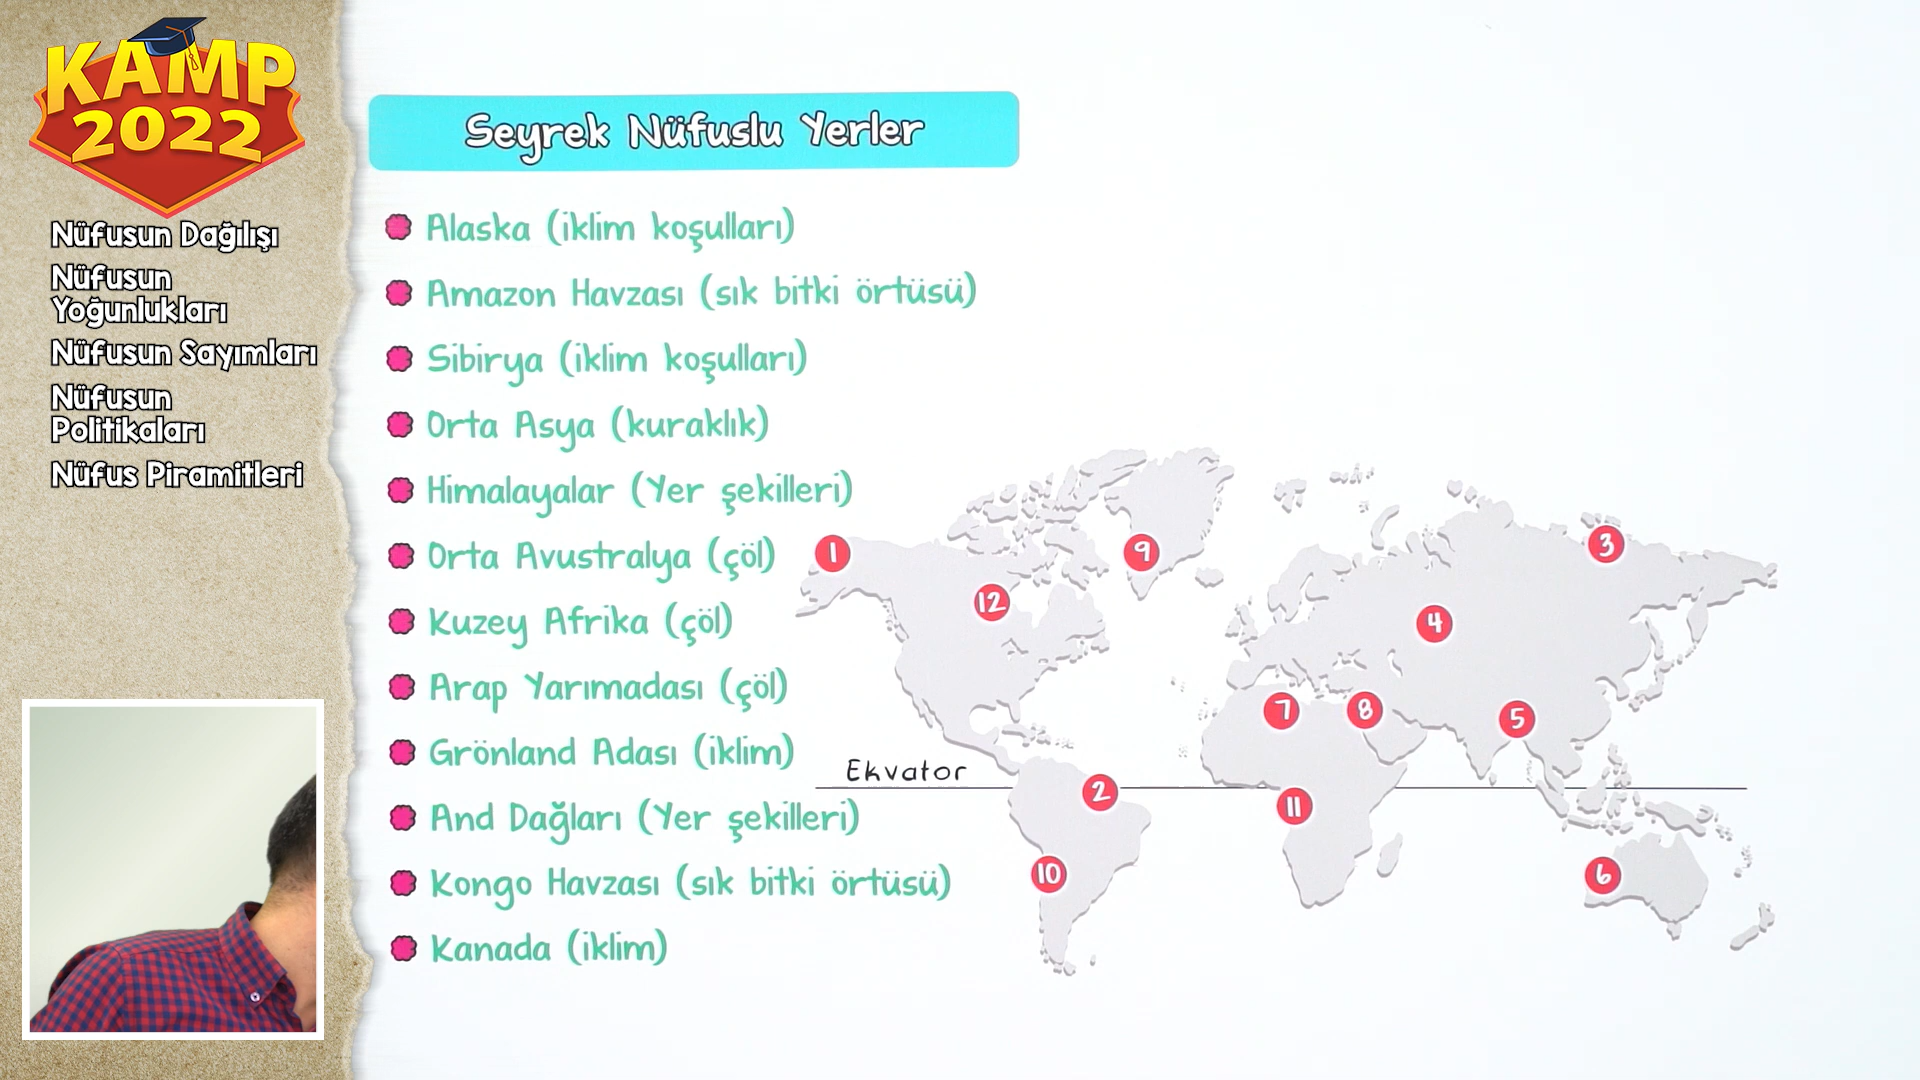 KAMP
2022
Nüfusun Dağılışı
Nüfusun
Yoğunlukları
Nüfusun Sayımları
Nüfusun
Politikaları
Nüfus Piramitleri
Seyrek Nüfuslu Yerler
Alaska (iklim koşulları)
Amazon Havzası (sık bitki örtüsü)
Sibirya (iklim koşulları)
Orta Asya (kuraklık)
Himalayalar (Yer şekilleri)
Orta Avustralya (çöl)
Kuzey Afrika (çöl)
Arap Yarımadası (çöl)
Grönland Adası (iklim)
And Dağları (Yer şekilleri)
Kongo Havzası (sık bitki örtüsü)
Kanada (iklim)
1
9
3
12
4
7
8
5
Ekvator
2
11
10
6